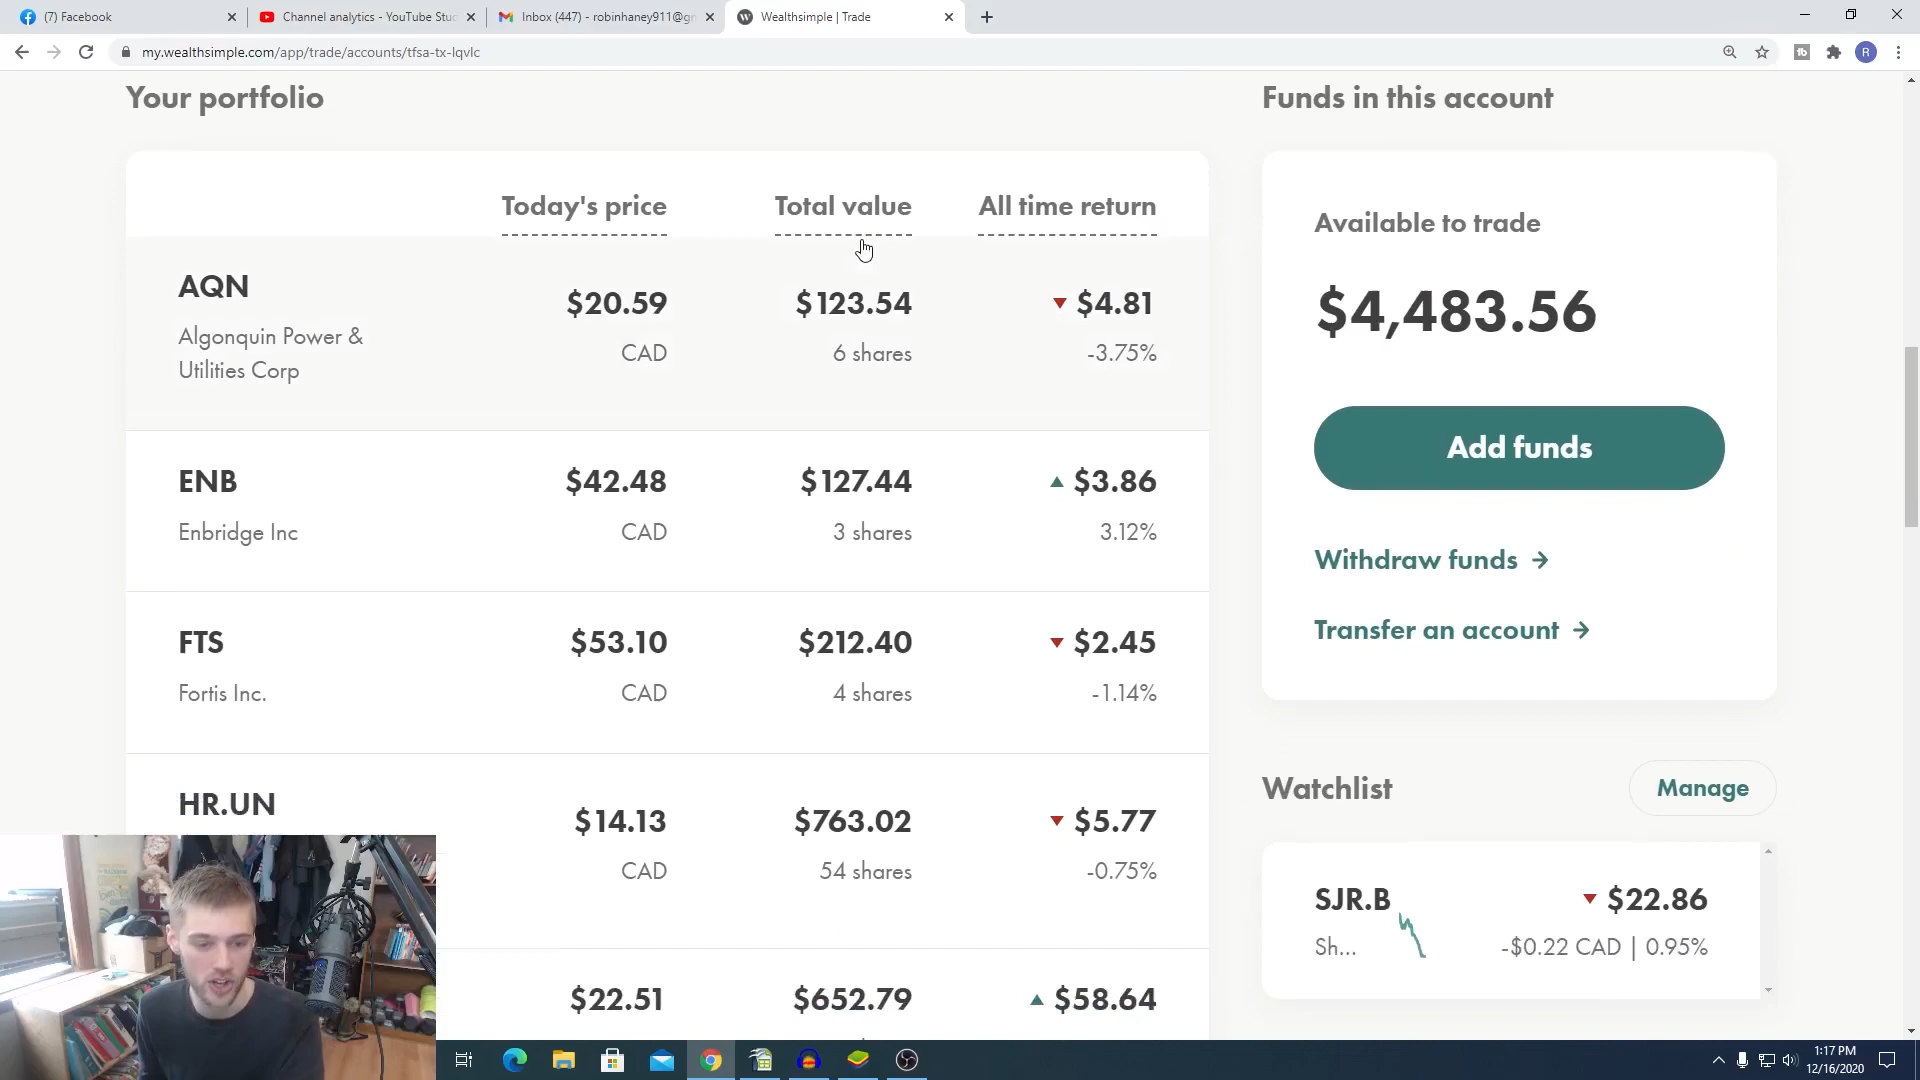 (7) Facebook
Channel analytics - YouTube Stud
Inbox (447) - robinhaney911@gm
Wealthsimple | Trade
my.wealthsimple.com/app/trade/accounts/tfsa-tx-lqvlc
R
Your portfolio
Today's price
Total value
All time return
AQN
Algonquin Power &
Utilities Corp
$20.59
CAD
$123.54
6 shares
$4.81
-3.75%
ENB
Enbridge Inc
$42.48
CAD
$127.44
3 shares
$3.86
3.12%
FTS
Fortis Inc.
$53.10
CAD
$212.40
4 shares
$2.45
-1.14%
HR.UN
$14.13
CAD
$763.02
54 shares
$5.77
-0.75%
$22.51
$652.79
$58.64
Funds in this account
Available to trade
$4,483.56
Add funds
Withdraw funds
Transfer an account
Watchlist
Manage
SJR.B
Sh...
$22.86
-$0.22 CAD | 0.95%
1:17 PM
12/16/2020